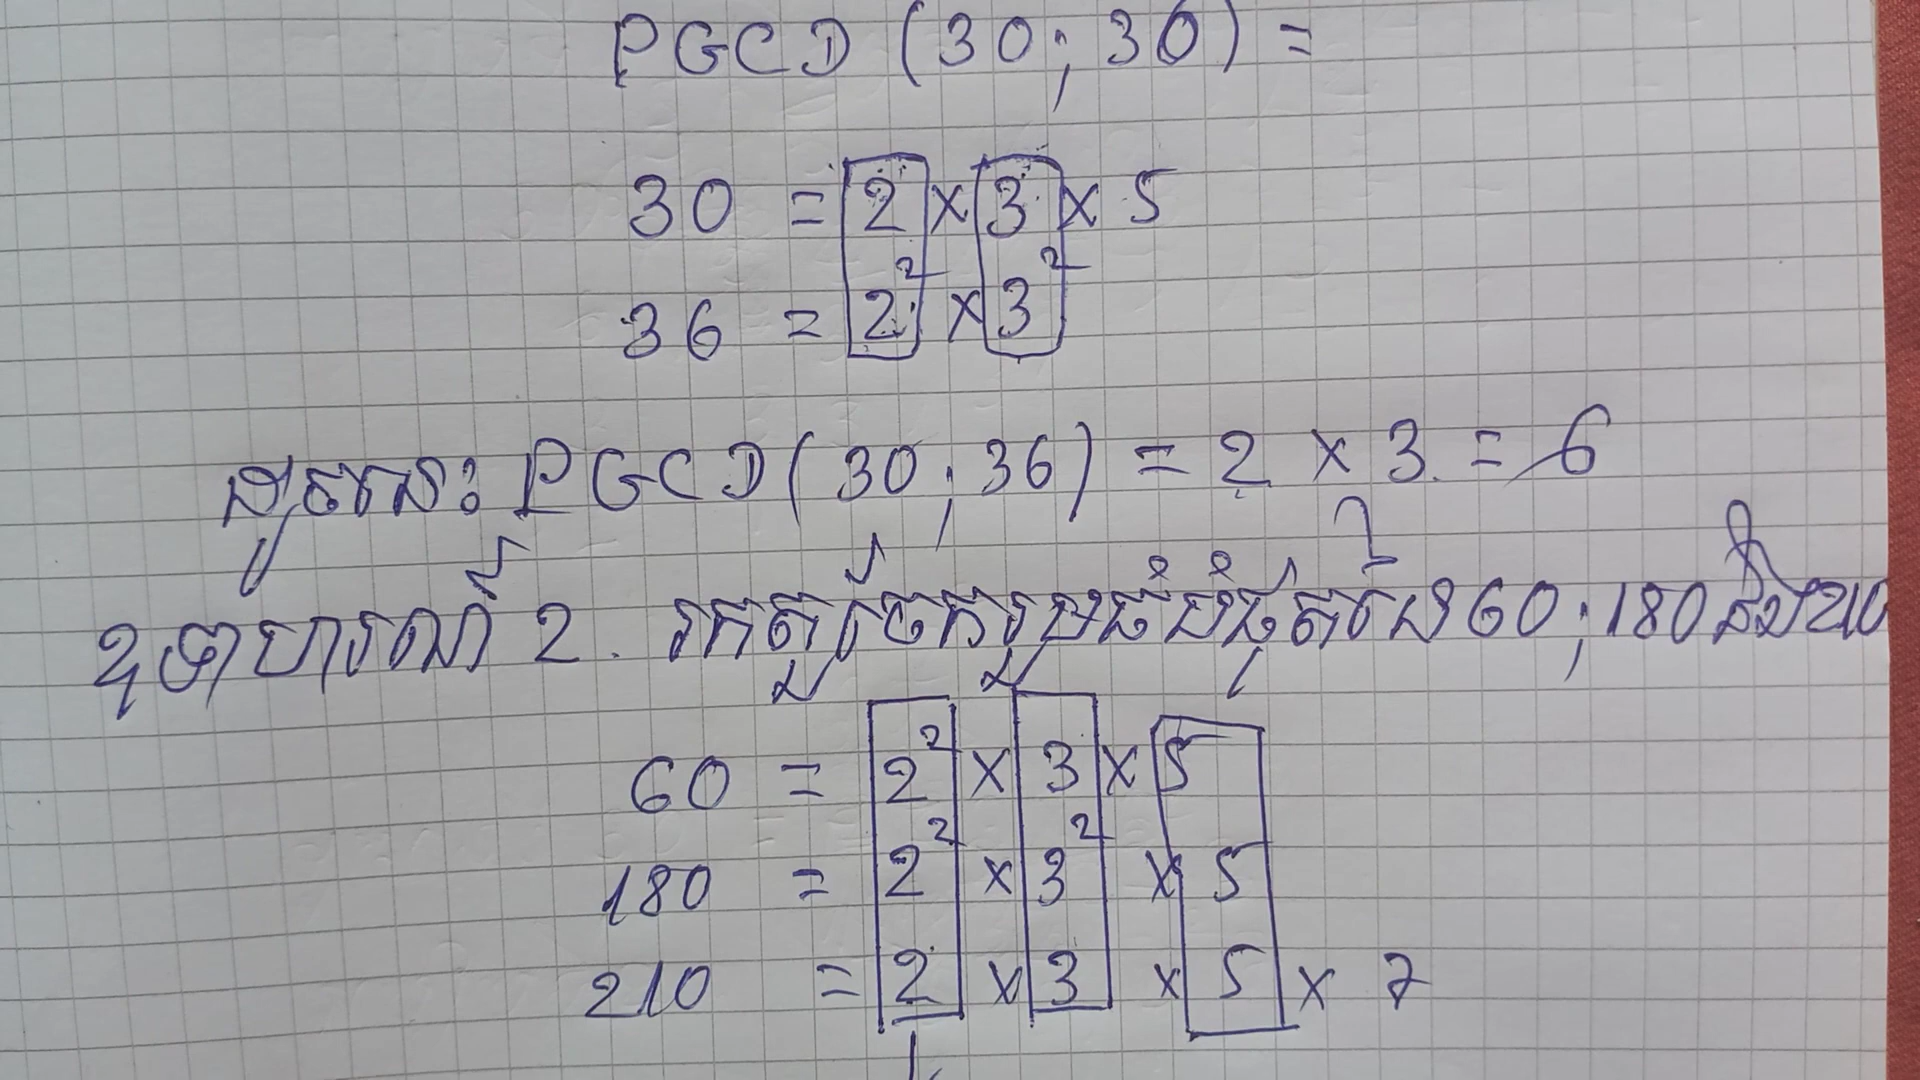 PGCD (30 ; 36) =
30 = 2 × 3 × 5
36 = 2² × 3²
ដូចនេះ PGCD (30 ; 36) = 2 × 3 = 6
ឧទាហរណ៍ 2. រកតួចែករួមធំបំផុតនៃ 60 ; 180 និង 210
60 = 2² × 3 × 5
180 = 2² × 3² × 5
210 = 2 × 3 × 5 × 7